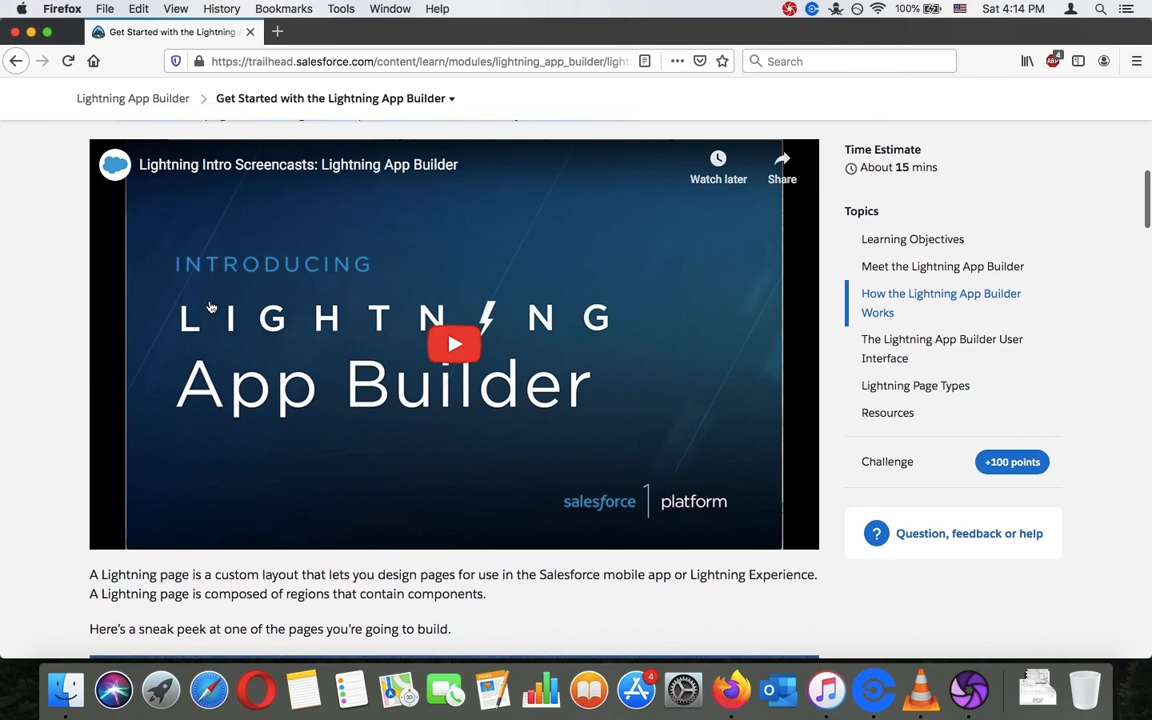 Firefox File Edit View History Bookmarks Tools Window Help 100% Sat 4:14 PM
Get Started with the Lightning
https://trailhead.salesforce.com/content/learn/modules/lightning_app_builder/light Search
4
ABP
Lightning App Builder Get Started with the Lightning App Builder
Lightning Intro Screencasts: Lightning App Builder
Watch later Share
INTRODUCING
LIGHTNING
App Builder
salesforce platform
A Lightning page is a custom layout that lets you design pages for use in the Salesforce mobile app or Lightning Experience.
A Lightning page is composed of regions that contain components.
Here's a sneak peek at one of the pages you're going to build.
Time Estimate
About 15 mins
Topics
Learning Objectives
Meet the Lightning App Builder
How the Lightning App Builder
Works
The Lightning App Builder User
Interface
Lightning Page Types
Resources
Challenge +100 points
? Question, feedback or help
3D
4
PDF